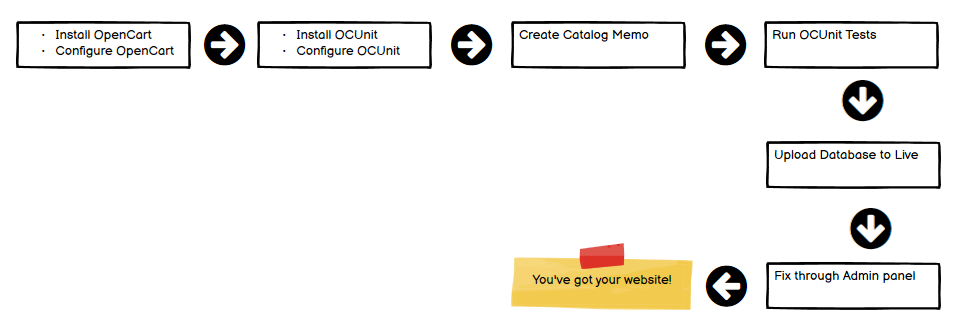 · Install OpenCart
· Configure OpenCart
· Install OCUnit
· Configure OCUnit
Create Catalog Memo
Run OCUnit Tests
Upload Database to Live
Fix through Admin panel
You've got your website!